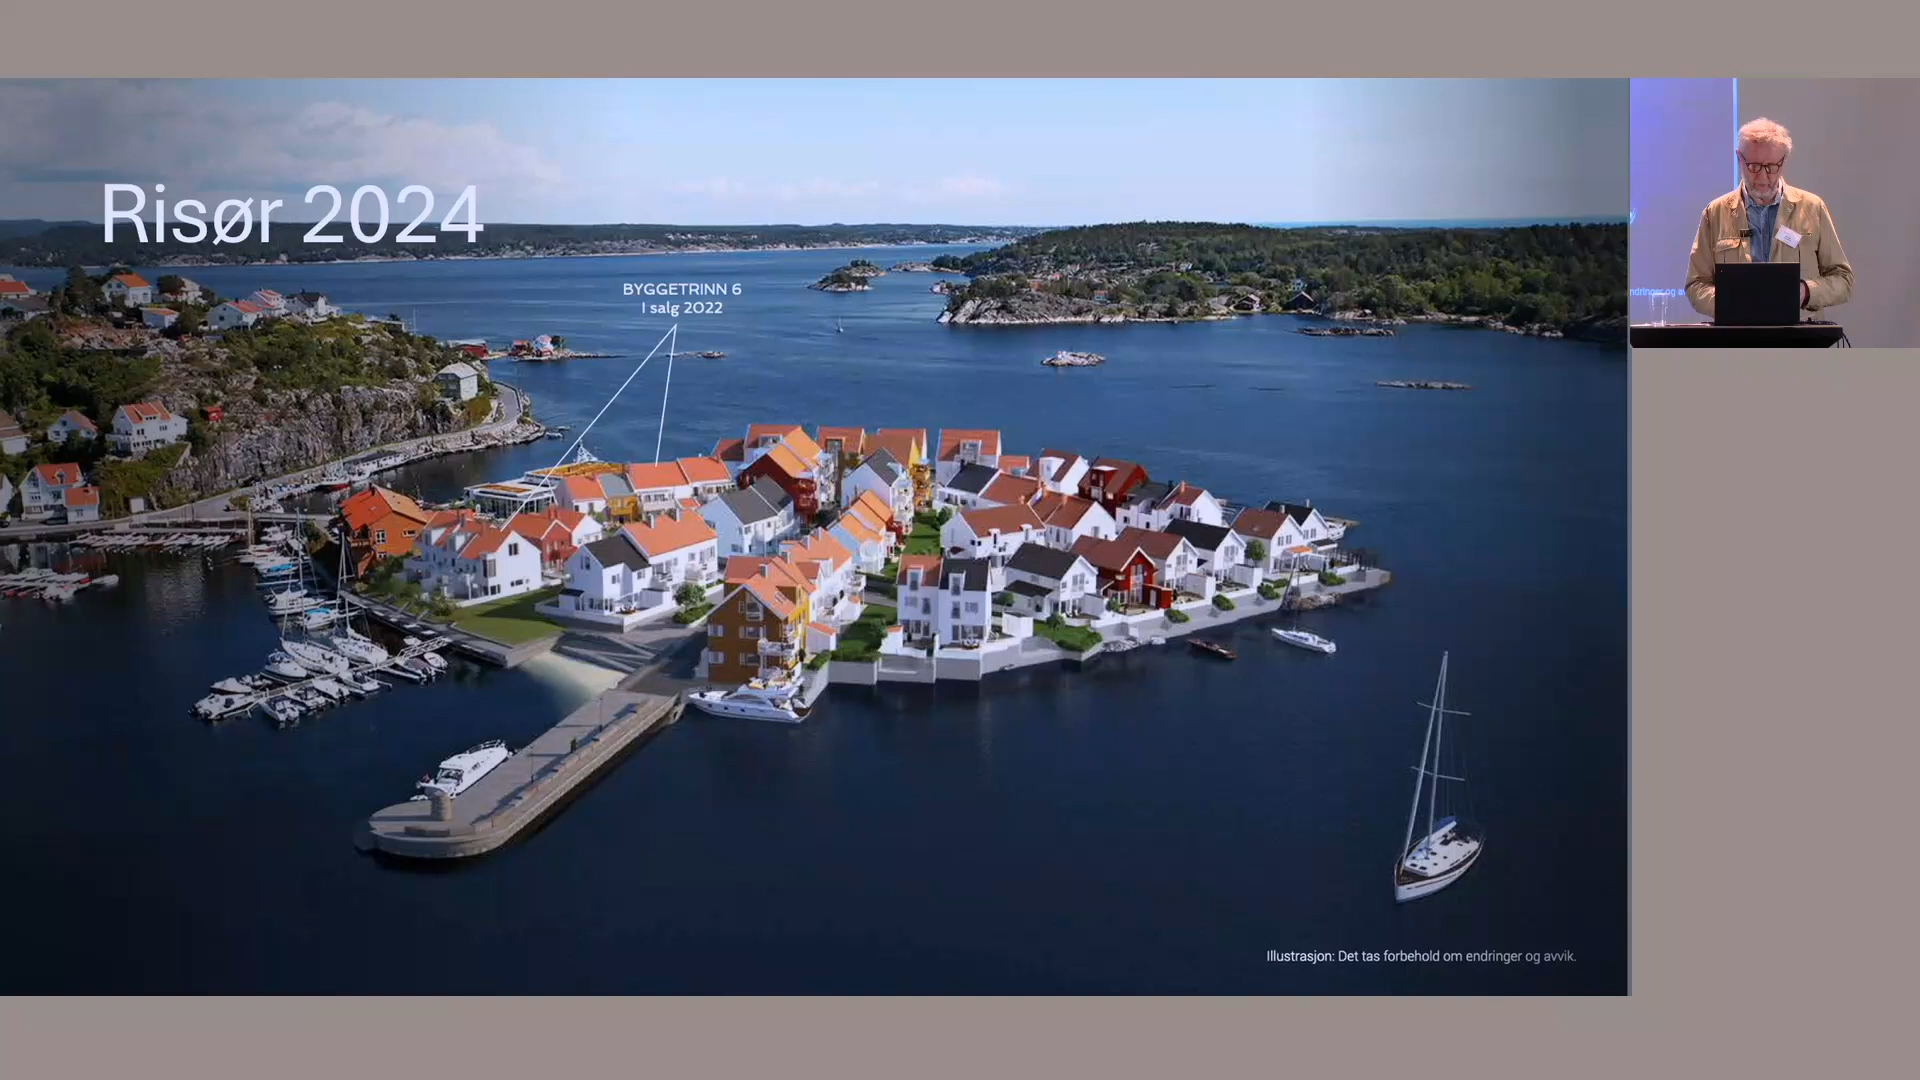 Risør 2024
BYGGETRINN 6
I salg 2022
Illustrasjon: Det tas forbehold om endringer og avvik.